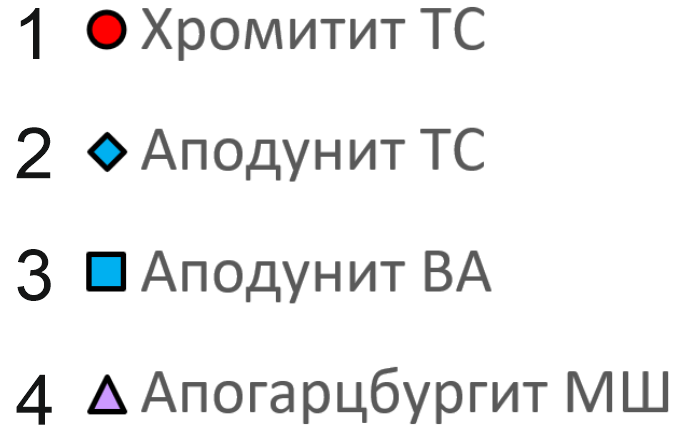 1 Хромитит ТС
2 Аподунит ТС
3 Аподунит ВА
4 Апогарцбургит МШ